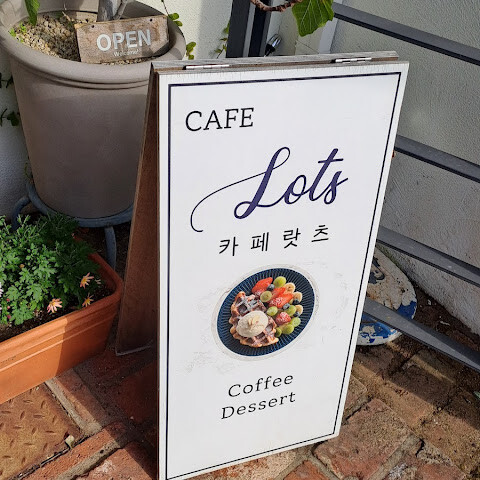 OPEN
CAFE
Lots
카페랏츠
Coffee
Dessert